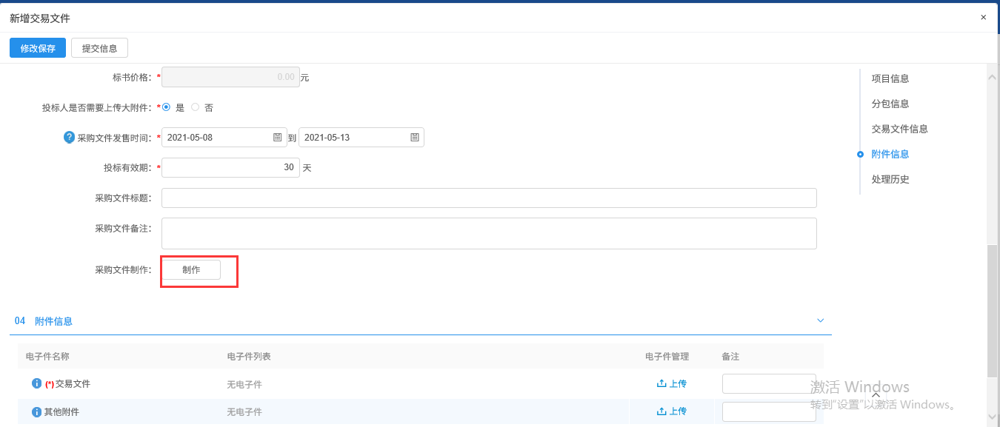 新增交易文件 ×
修改保存 提交信息
标书价格: * 0.00 元
投标人是否需要上传大附件: * 是 否
? 采购文件发售时间: * 2021-05-08 到 2021-05-13
投标有效期: * 30 天
采购文件标题:
采购文件备注:
采购文件制作: 制作
项目信息
分包信息
交易文件信息
附件信息
处理历史
04 附件信息
电子件名称 电子件列表 电子件管理 备注
(*)交易文件 无电子件 上传
其他附件 无电子件 上传
激活 Windows
转到“设置”以激活 Windows。